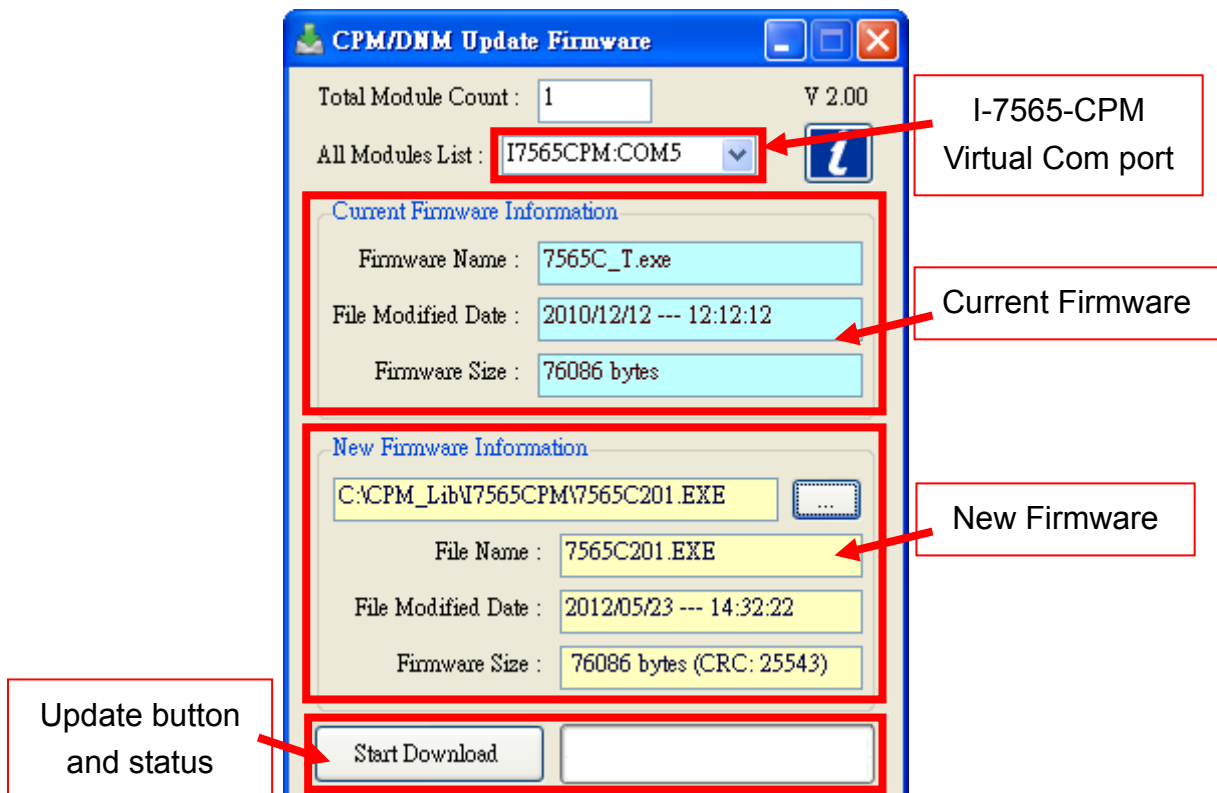 CPM/DNM Update Firmware
Total Module Count : 1 V 2.00
All Modules List : I7565CPM:COM5 i
I-7565-CPM
Virtual Com port
Current Firmware Information
Firmware Name : 7565C_T.exe
File Modified Date : 2010/12/12 --- 12:12:12
Firmware Size : 76086 bytes
Current Firmware
New Firmware Information
C:\CPM_Lib\I7565CPM\7565C201.EXE ...
File Name : 7565C201.EXE
File Modified Date : 2012/05/23 --- 14:32:22
Firmware Size : 76086 bytes (CRC: 25543)
New Firmware
Update button
and status
Start Download